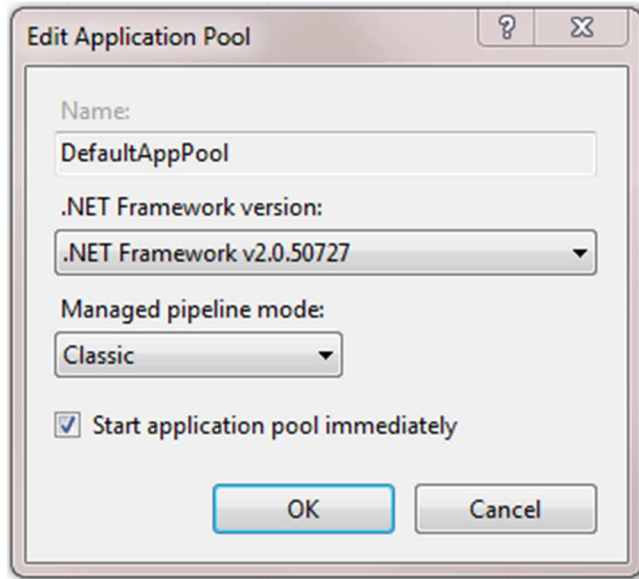 Edit Application Pool
Name:
DefaultAppPool
.NET Framework version:
.NET Framework v2.0.50727
Managed pipeline mode:
Classic
Start application pool immediately
OK
Cancel